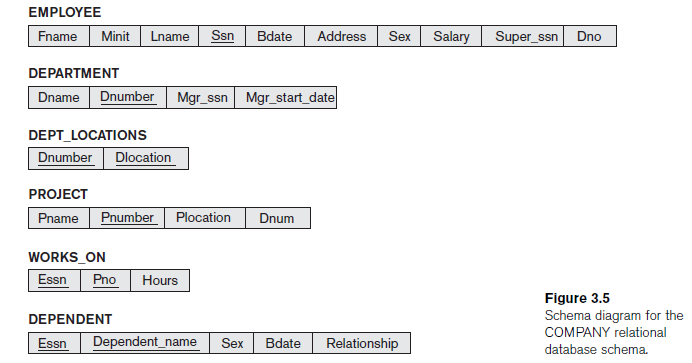 EMPLOYEE
Fname Minit Lname Ssn Bdate Address Sex Salary Super_ssn Dno
DEPARTMENT
Dname Dnumber Mgr_ssn Mgr_start_date
DEPT_LOCATIONS
Dnumber Dlocation
PROJECT
Pname Pnumber Plocation Dnum
WORKS_ON
Essn Pno Hours
DEPENDENT
Essn Dependent_name Sex Bdate Relationship
Figure 3.5
Schema diagram for the
COMPANY relational
database schema.